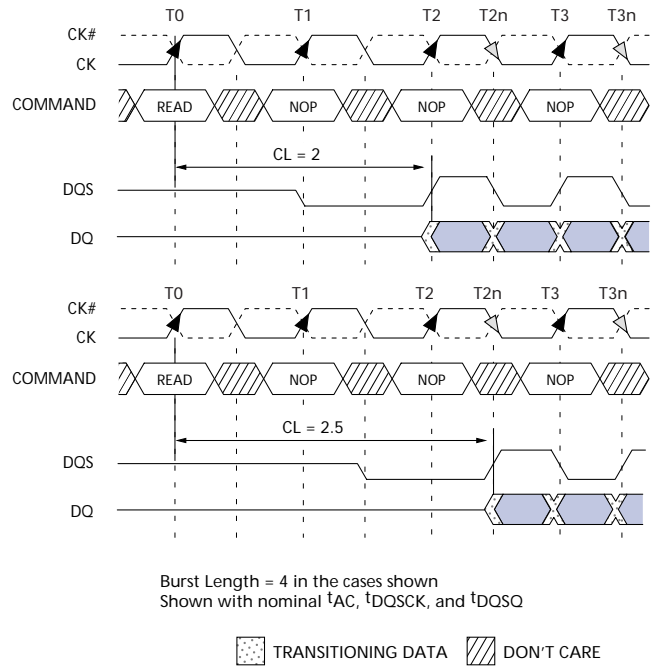 T0 T1 T2 T2n T3 T3n
CK#
CK
COMMAND READ NOP NOP NOP
CL = 2
DQS
DQ
T0 T1 T2 T2n T3 T3n
CK#
CK
COMMAND READ NOP NOP NOP
CL = 2.5
DQS
DQ
Burst Length = 4 in the cases shown
Shown with nominal tAC, tDQSCK, and tDQSQ
TRANSITIONING DATA DON'T CARE